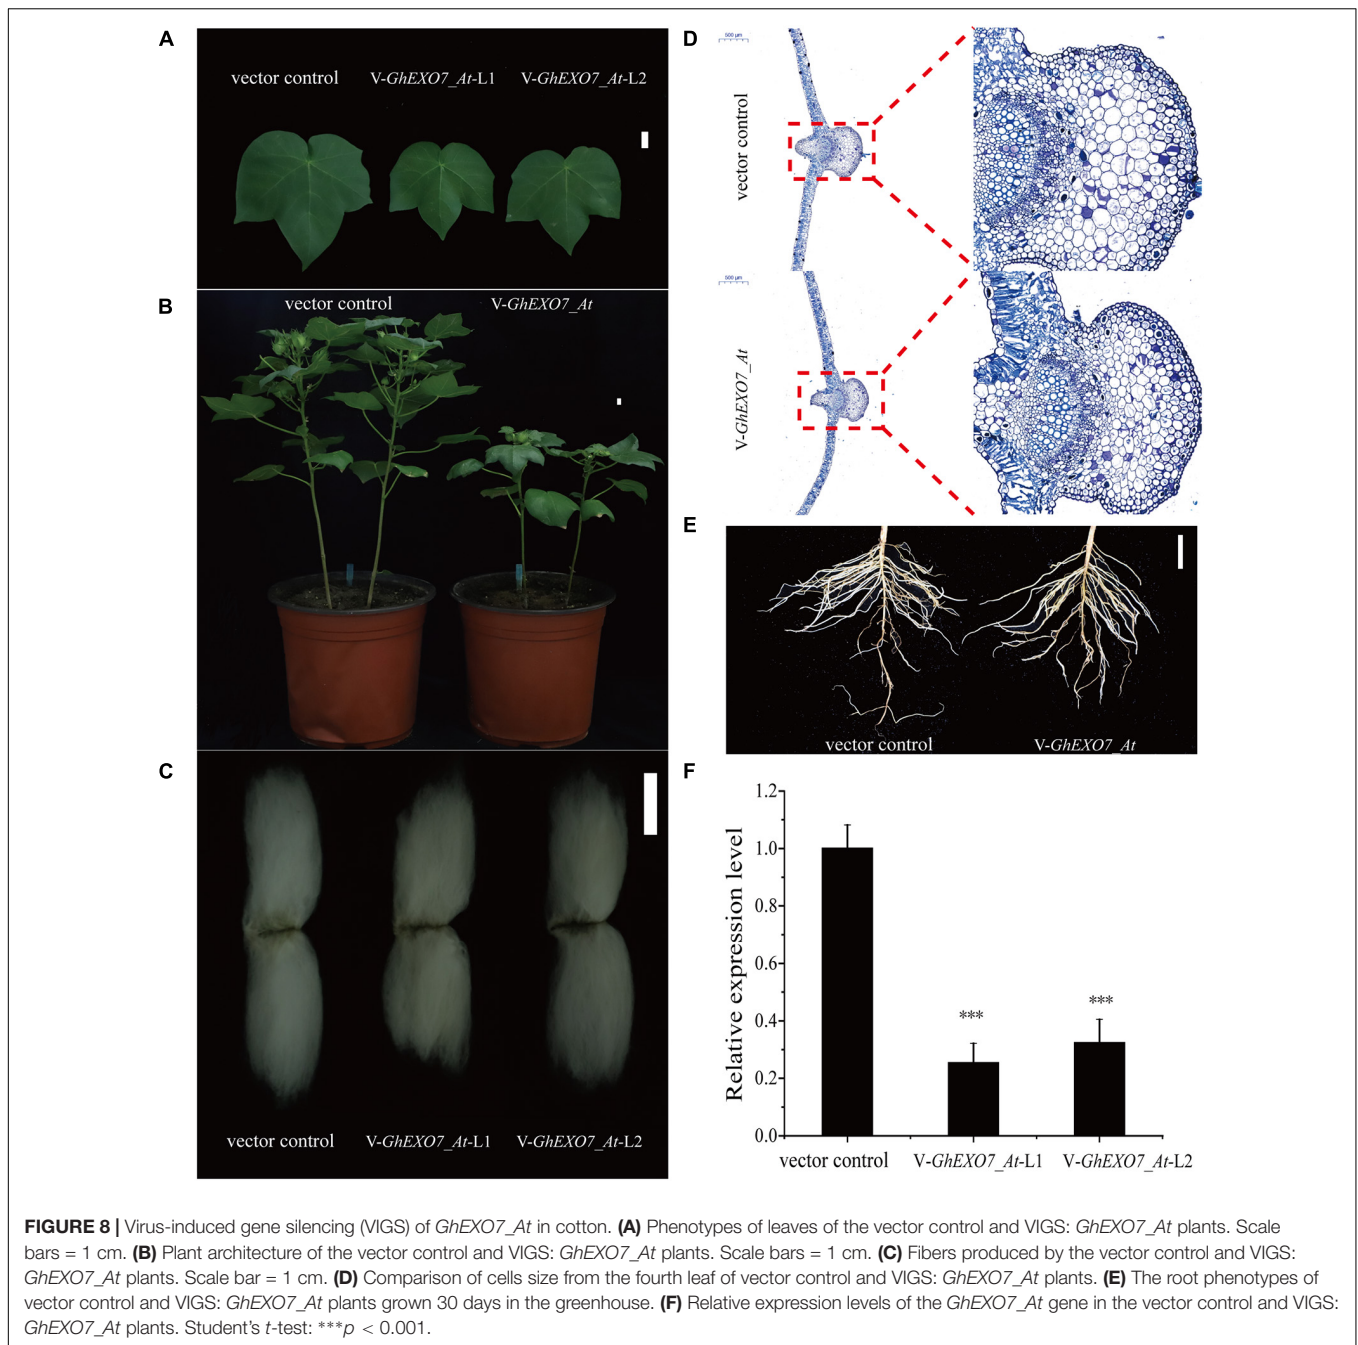 A
vector control V-GhEXO7_At-L1 V-GhEXO7_At-L2
B
vector control V-GhEXO7_At
C
vector control V-GhEXO7_At-L1 V-GhEXO7_At-L2
D
500 μm
vector control
500 μm
V-GhEXO7_At
E
vector control V-GhEXO7_At
F
Relative expression level
1.2
1.0
0.8
0.6
0.4
0.2
0.0
***
***
vector control V-GhEXO7_At-L1 V-GhEXO7_At-L2
FIGURE 8 | Virus-induced gene silencing (VIGS) of GhEXO7_At in cotton. (A) Phenotypes of leaves of the vector control and VIGS: GhEXO7_At plants. Scale
bars = 1 cm. (B) Plant architecture of the vector control and VIGS: GhEXO7_At plants. Scale bars = 1 cm. (C) Fibers produced by the vector control and VIGS:
GhEXO7_At plants. Scale bar = 1 cm. (D) Comparison of cells size from the fourth leaf of vector control and VIGS: GhEXO7_At plants. (E) The root phenotypes of
vector control and VIGS: GhEXO7_At plants grown 30 days in the greenhouse. (F) Relative expression levels of the GhEXO7_At gene in the vector control and VIGS:
GhEXO7_At plants. Student's t-test: ***p < 0.001.